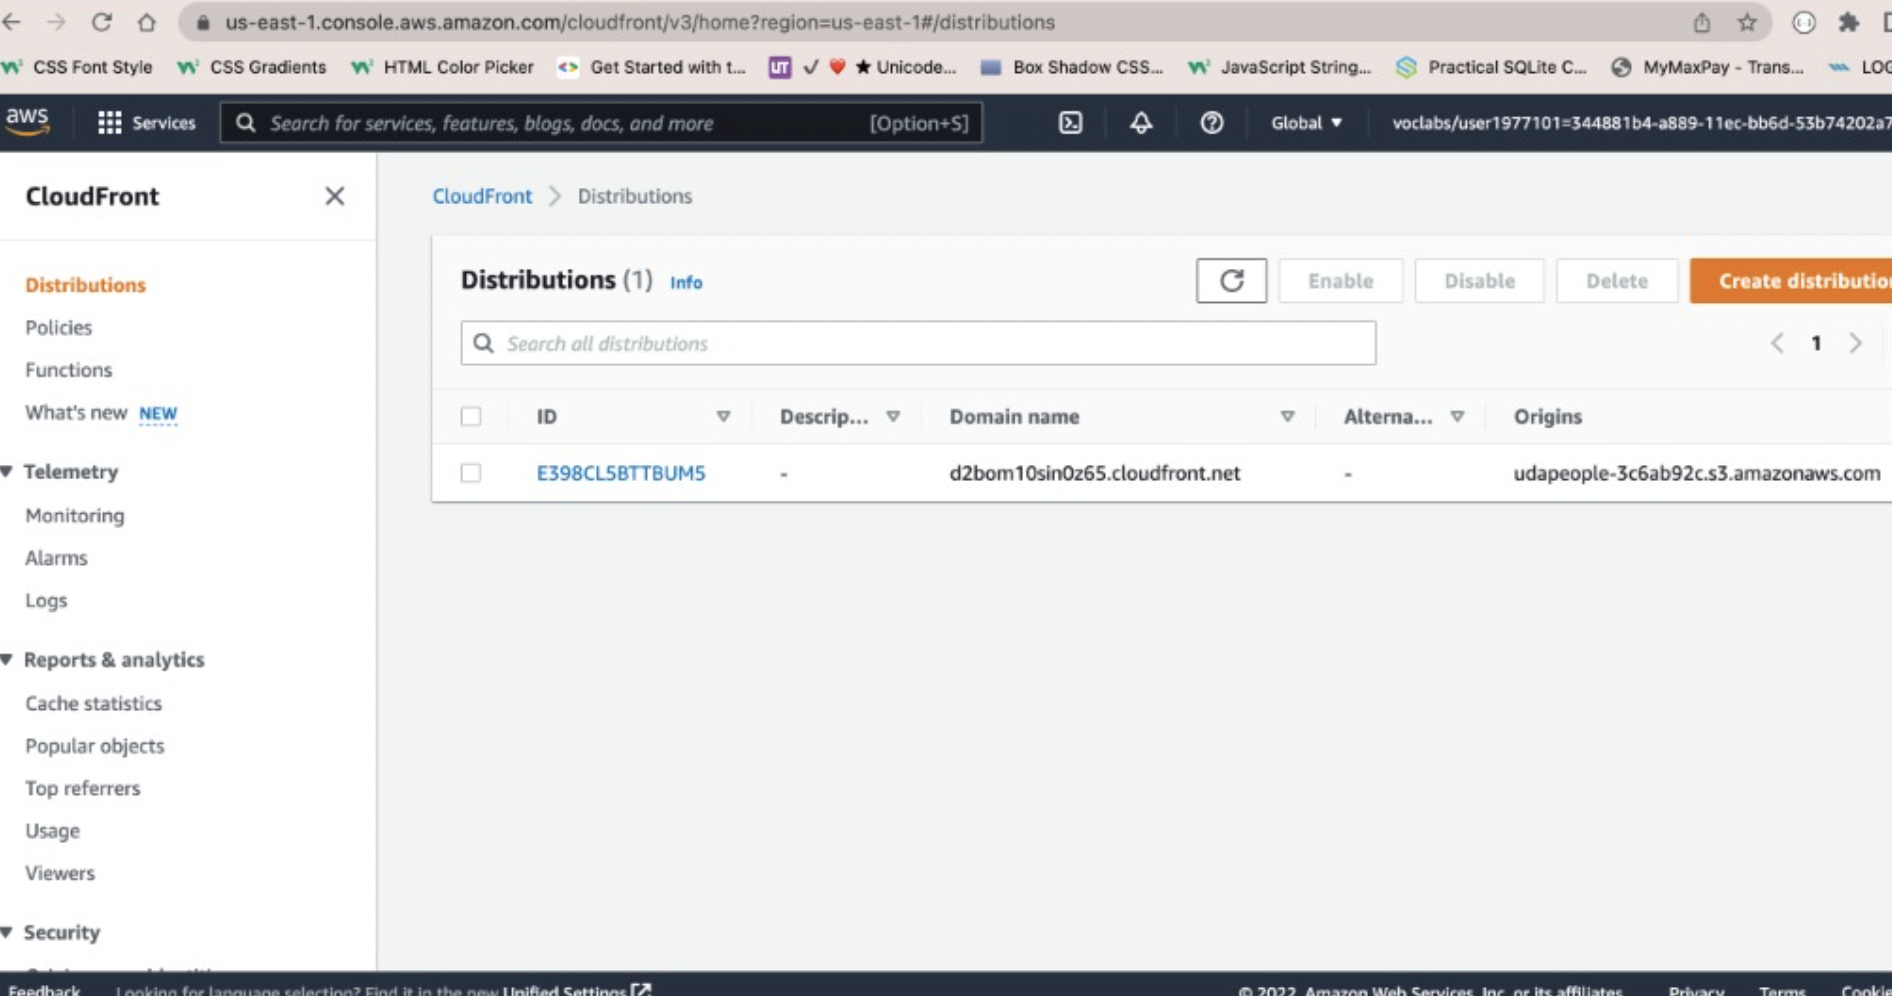 us-east-1.console.aws.amazon.com/cloudfront/v3/home?region=us-east-1#/distributions
CSS Font Style CSS Gradients HTML Color Picker Get Started with t... UT ✓ ❤ ★ Unicode... Box Shadow CSS... JavaScript String... Practical SQLite C... MyMaxPay - Trans... LOG
aws Services Search for services, features, blogs, docs, and more [Option+S] Global ▼ voclabs/user1977101=344881b4-a889-11ec-bb6d-53b74202a7
CloudFront
CloudFront > Distributions
Distributions (1) Info Enable Disable Delete Create distributio
Distributions
Policies
Search all distributions
1
Functions
What's new NEW
ID Descrip... Domain name Alterna... Origins
E398CL5BTTBUM5 - d2bom10sin0z65.cloudfront.net - udapeople-3c6ab92c.s3.amazonaws.com
Telemetry
Monitoring
Alarms
Logs
Reports & analytics
Cache statistics
Popular objects
Top referrers
Usage
Viewers
Security
Feedback Looking for language selection? Find it in the new Unified Settings © 2022, Amazon Web Services, Inc. or its affiliates. Privacy Terms Cookie